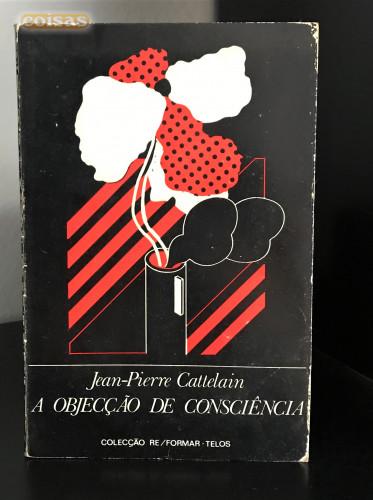 coisas
Jean-Pierre Cattelain
A OBJECÇÃO DE CONSCIÊNCIA
COLECÇÃO RE/FORMAR · TELOS